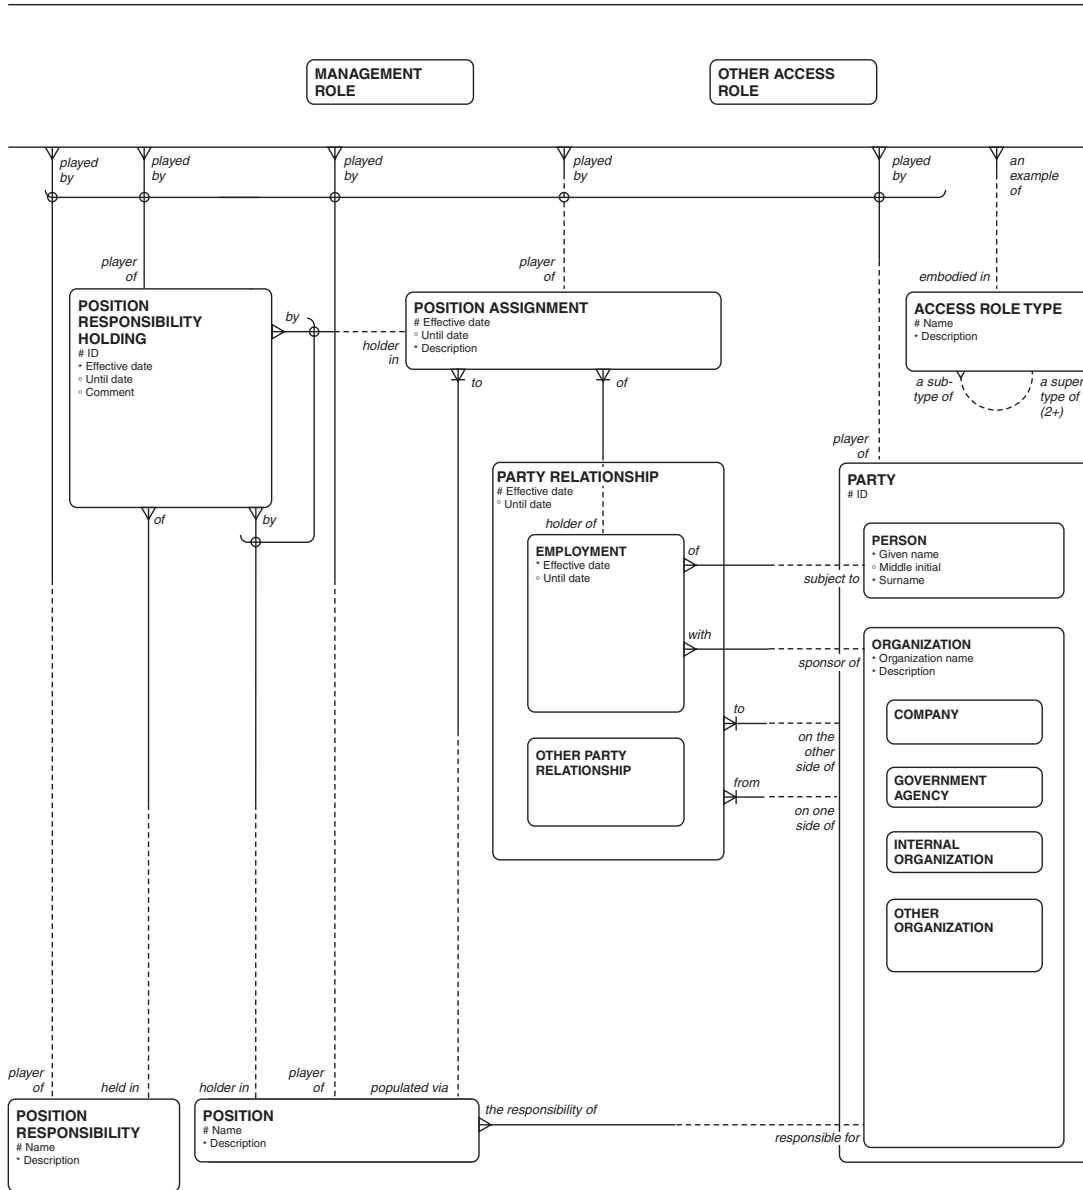 MANAGEMENT
ROLE
OTHER ACCESS
ROLE
played
by
played
by
played
by
played
by
played
by
an
example
of
player
of
player
of
embodied in
POSITION
RESPONSIBILITY
HOLDING
# ID
* Effective date
° Until date
° Comment
by
holder
in
POSITION ASSIGNMENT
# Effective date
° Until date
* Description
ACCESS ROLE TYPE
# Name
* Description
to
of
a sub-
type of
a super
type of
(2+)
player
of
PARTY RELATIONSHIP
# Effective date
° Until date
PARTY
# ID
of
by
holder of
EMPLOYMENT
* Effective date
° Until date
of
subject to
PERSON
* Given name
° Middle initial
* Surname
with
sponsor of
ORGANIZATION
* Organization name
* Description
to
on the
other
side of
COMPANY
OTHER PARTY
RELATIONSHIP
from
on one
side of
GOVERNMENT
AGENCY
INTERNAL
ORGANIZATION
OTHER
ORGANIZATION
player
of
held in
holder in
player
of
populated via
POSITION
RESPONSIBILITY
# Name
* Description
POSITION
# Name
* Description
the responsibility of
responsible for